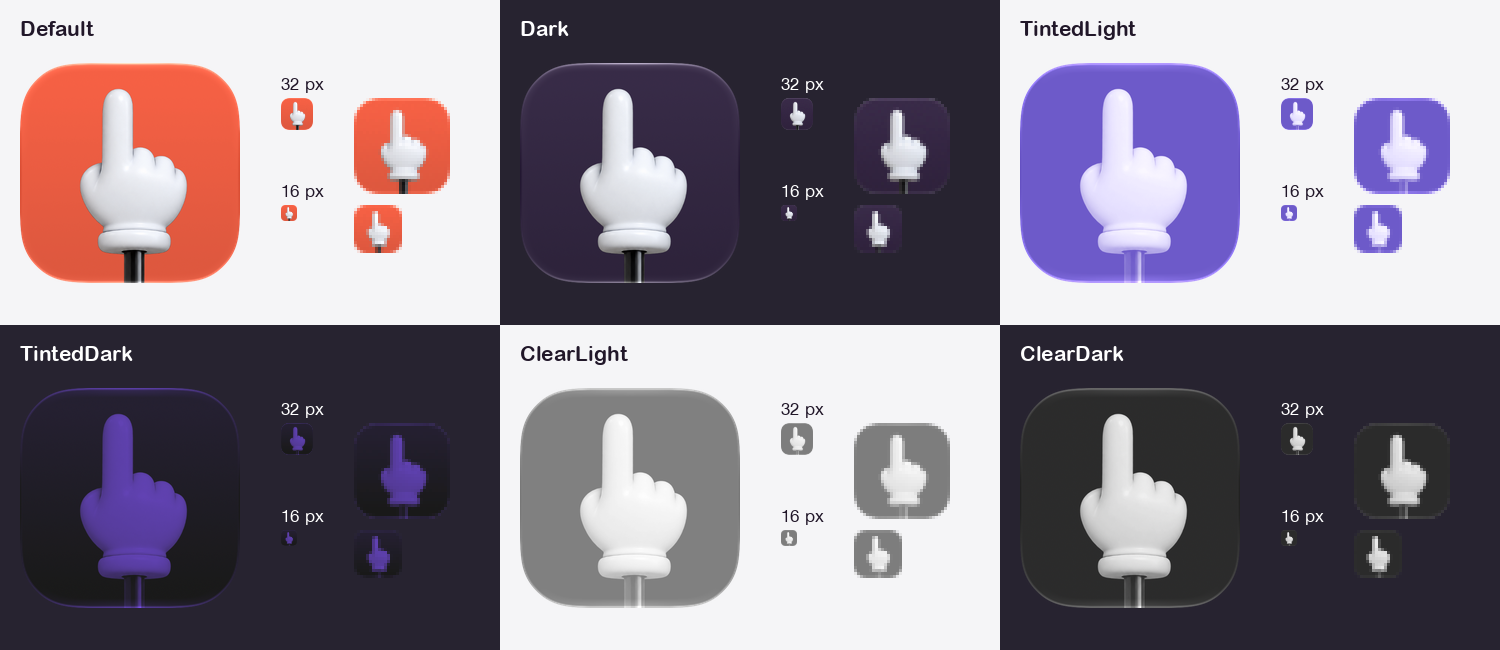 Default
32 px
16 px
Dark
32 px
16 px
TintedLight
32 px
16 px
TintedDark
32 px
16 px
ClearLight
32 px
16 px
ClearDark
32 px
16 px